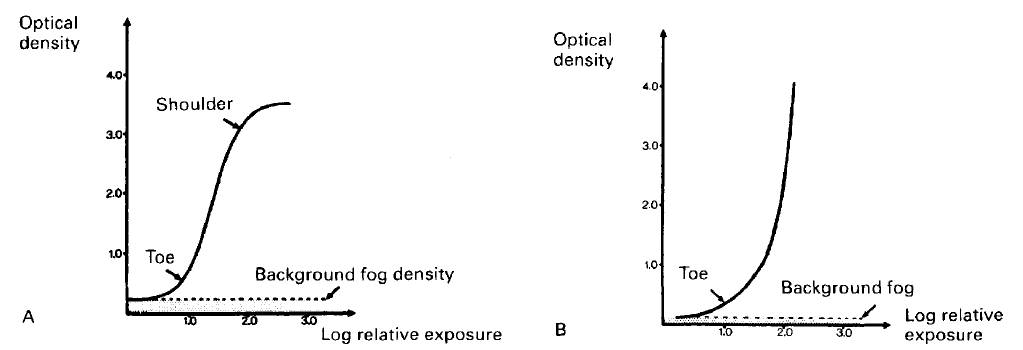 Optical
density
4.0
Shoulder
3.0
2.0
Toe
1.0
Background fog density
A
1.0 2.0 3.0
Log relative exposure
Optical
density
4.0
3.0
2.0
1.0
Toe
Background fog
B
1.0 2.0 3.0
Log relative
exposure